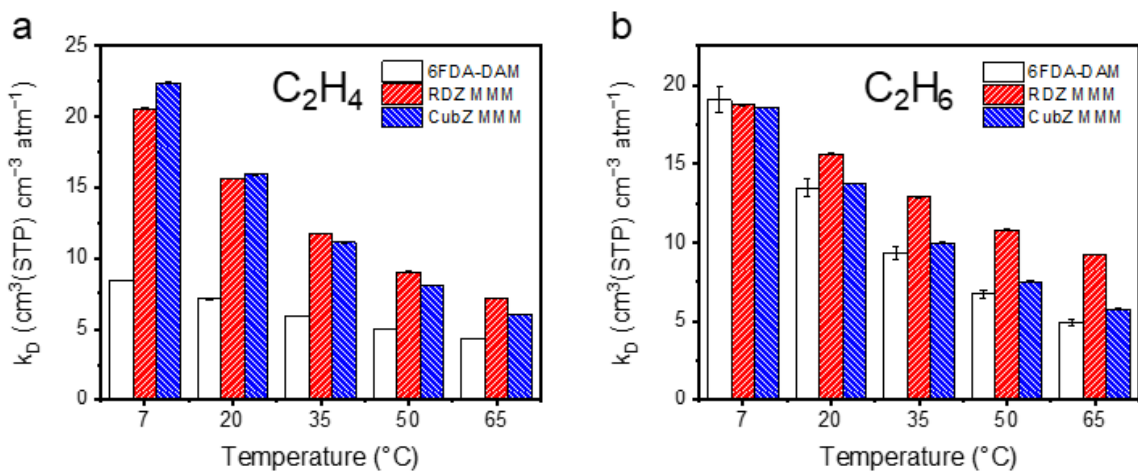 a
C₂H₄
6FDA-DAM
RDZ MMM
CubZ MMM
k_D (cm³(STP) cm⁻³ atm⁻¹)
25
20
15
10
5
0
7 20 35 50 65
Temperature (°C)
b
C₂H₆
6FDA-DAM
RDZ MMM
CubZ MMM
k_D (cm³(STP) cm⁻³ atm⁻¹)
20
15
10
5
0
7 20 35 50 65
Temperature (°C)